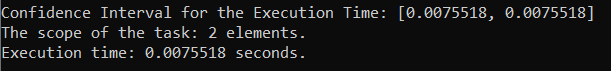 Confidence Interval for the Execution Time: [0.0075518, 0.0075518]
The scope of the task: 2 elements.
Execution time: 0.0075518 seconds.